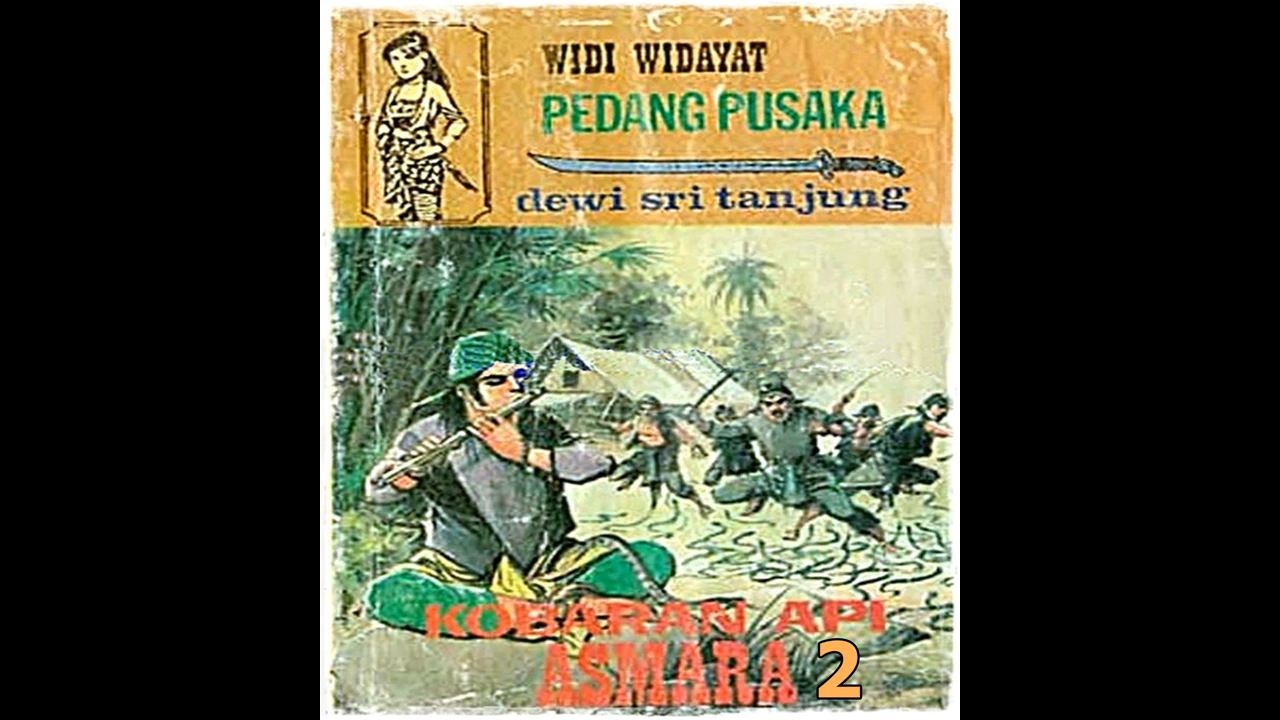 WIDI WIDAYAT
PEDANG PUSAKA
dewi sri tanjung
KOBARAN API
ASMARA 2